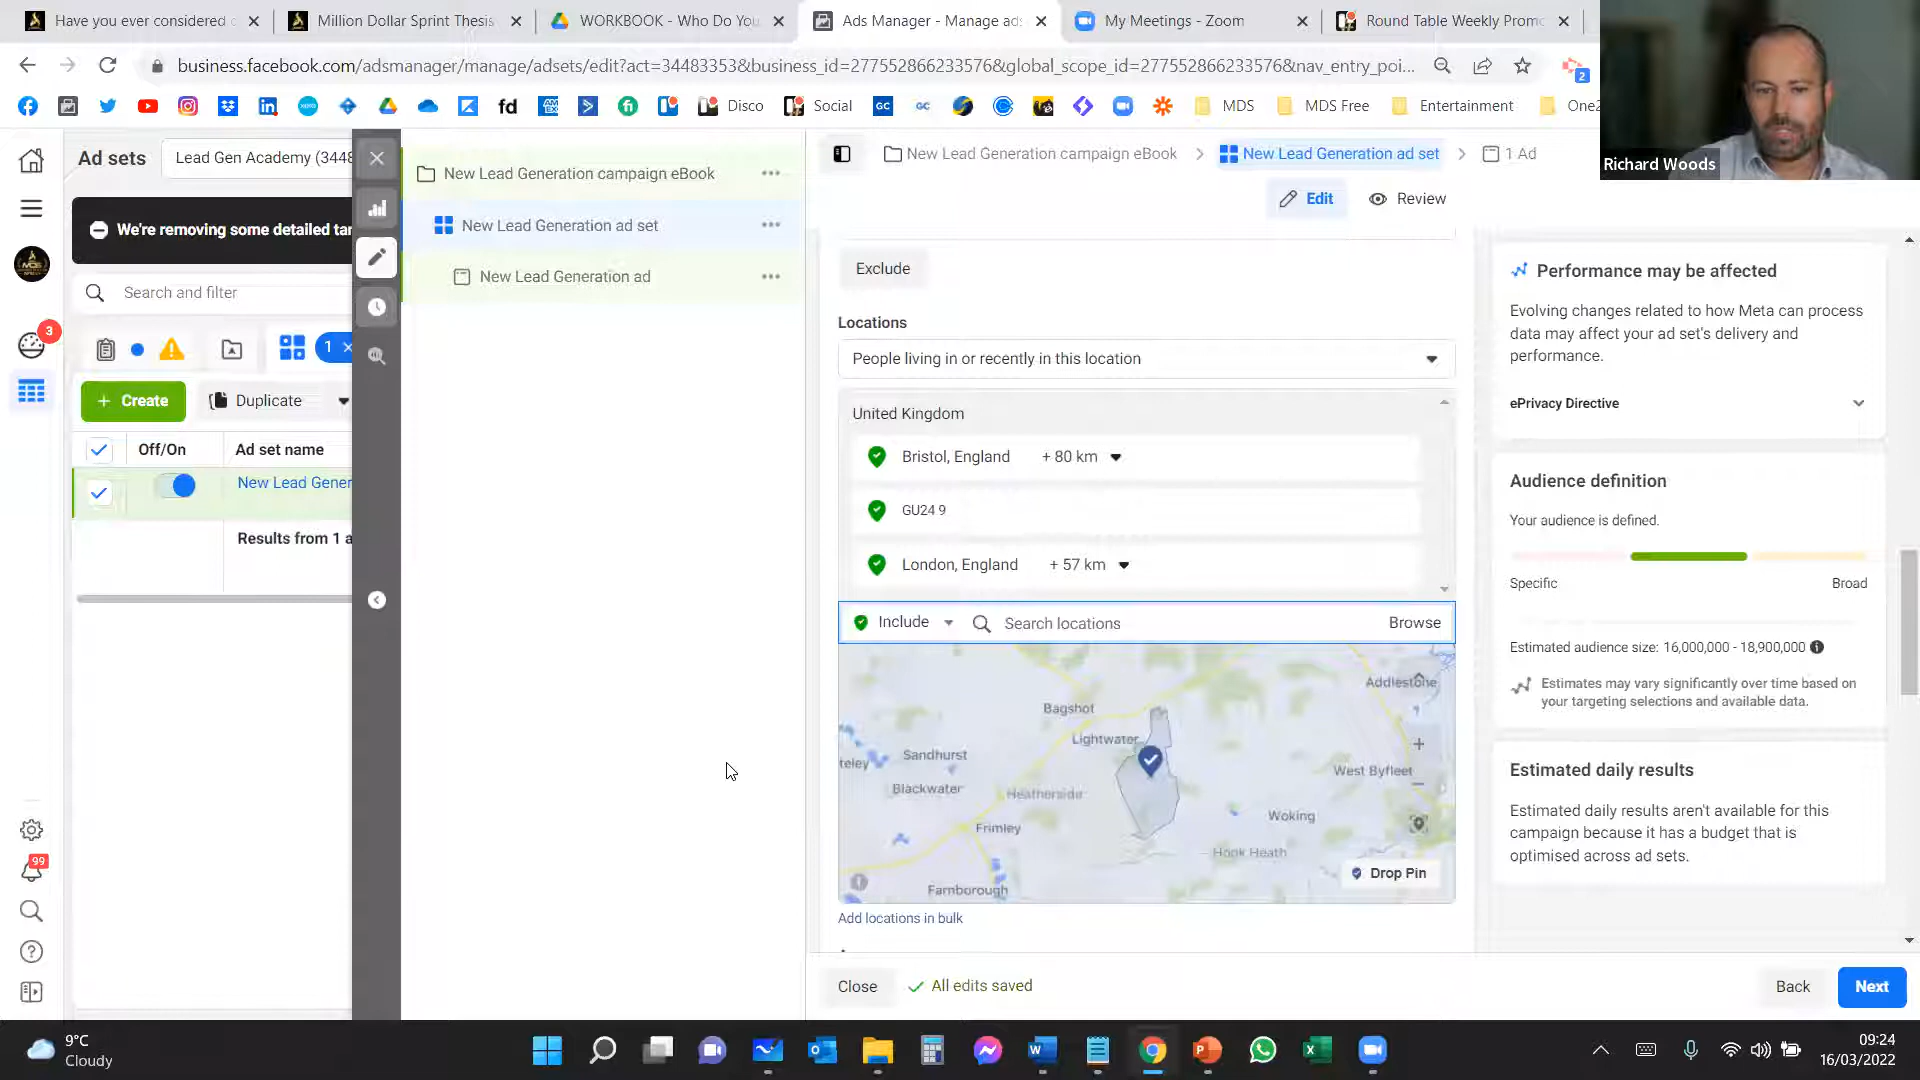 Have you ever considered
Million Dollar Sprint Thesis
WORKBOOK - Who Do You
Ads Manager - Manage ads
My Meetings - Zoom
Round Table Weekly Promo
business.facebook.com/adsmanager/manage/adsets/edit?act=34483353&business_id=277552866233576&global_scope_id=277552866233576&nav_entry_poi...
2
fd
GC
GC
Disco
Social
MDS
MDS Free
Entertainment
One2
Richard Woods
Ad sets
Lead Gen Academy (3448
We're removing some detailed tar
Search and filter
3
1
Create
Duplicate
Off/On
Ad set name
New Lead Gener
Results from 1 a
99
New Lead Generation campaign eBook
New Lead Generation ad set
New Lead Generation ad
New Lead Generation campaign eBook
New Lead Generation ad set
1 Ad
Edit
Review
Exclude
Locations
People living in or recently in this location
United Kingdom
Bristol, England
+ 80 km
GU24 9
London, England
+ 57 km
Include
Search locations
Browse
Addlestone
Bagshot
Lightwater
Sandhurst
teley
West Byfleet
Blackwater
Heatherside
Woking
Frimley
Hook Heath
Farnborough
Drop Pin
Add locations in bulk
Close
All edits saved
Back
Next
Performance may be affected
Evolving changes related to how Meta can process
data may affect your ad set's delivery and
performance.
ePrivacy Directive
Audience definition
Your audience is defined.
Specific
Broad
Estimated audience size: 16,000,000 - 18,900,000
Estimates may vary significantly over time based on
your targeting selections and available data.
Estimated daily results
Estimated daily results aren't available for this
campaign because it has a budget that is
optimised across ad sets.
9°C
Cloudy
09:24
16/03/2022